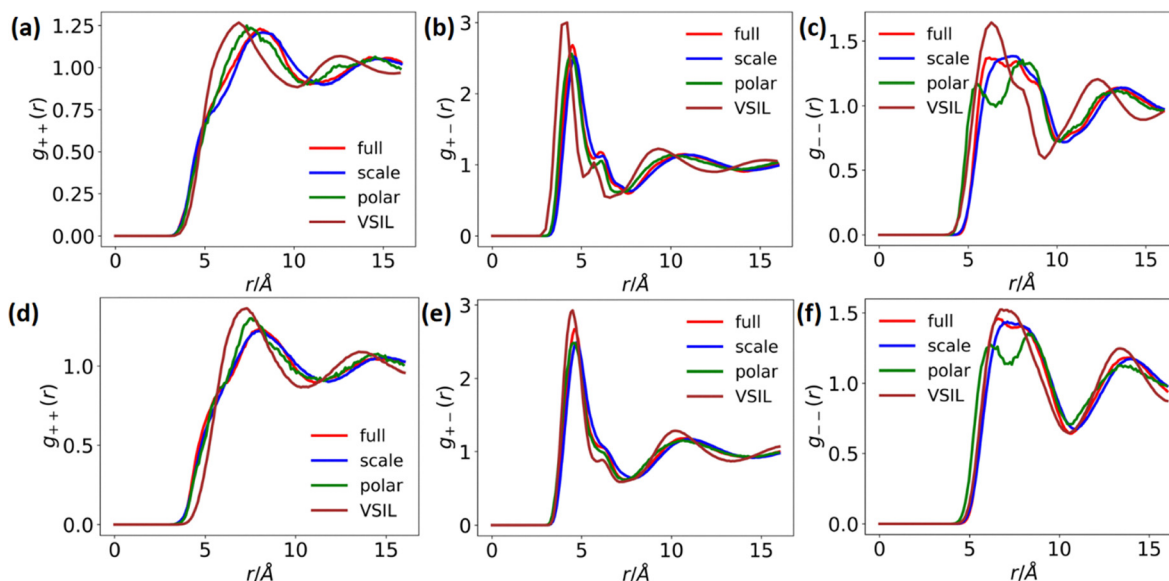 (a)
g++(r)
1.25
1.00
0.75
0.50
0.25
0.00
full
scale
polar
VSIL
0 5 10 15
r/Å
(b)
g+−(r)
3
2
1
0
full
scale
polar
VSIL
0 5 10 15
r/Å
(c)
g−−(r)
1.5
1.0
0.5
0.0
full
scale
polar
VSIL
0 5 10 15
r/Å
(d)
g++(r)
1.0
0.5
0.0
full
scale
polar
VSIL
0 5 10 15
r/Å
(e)
g+−(r)
3
2
1
0
full
scale
polar
VSIL
0 5 10 15
r/Å
(f)
g−−(r)
1.5
1.0
0.5
0.0
full
scale
polar
VSIL
0 5 10 15
r/Å